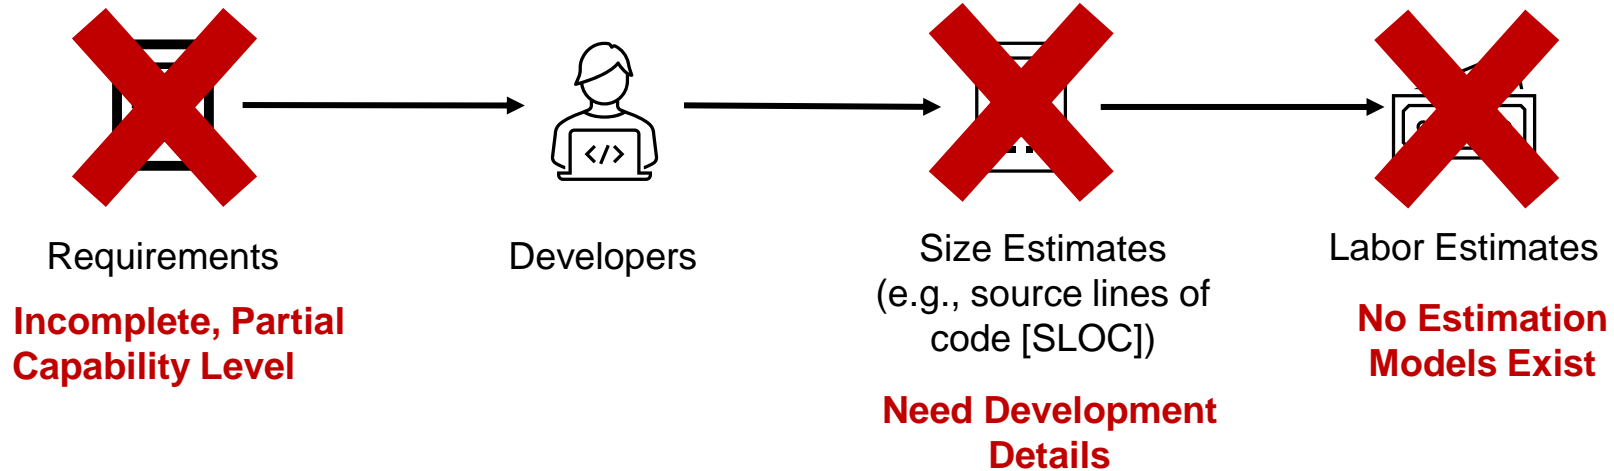 Requirements
Incomplete, Partial
Capability Level
</>
Developers
Size Estimates
(e.g., source lines of
code [SLOC])
Need Development
Details
Labor Estimates
No Estimation
Models Exist